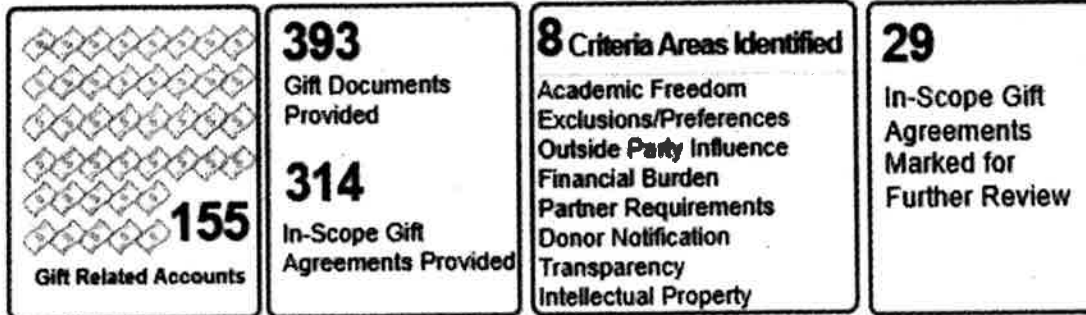 155
Gift Related Accounts
393
Gift Documents
Provided
314
In-Scope Gift
Agreements Provided
8 Criteria Areas Identified
Academic Freedom
Exclusions/Preferences
Outside Party Influence
Financial Burden
Partner Requirements
Donor Notification
Transparency
Intellectual Property
29
In-Scope Gift
Agreements
Marked for
Further Review